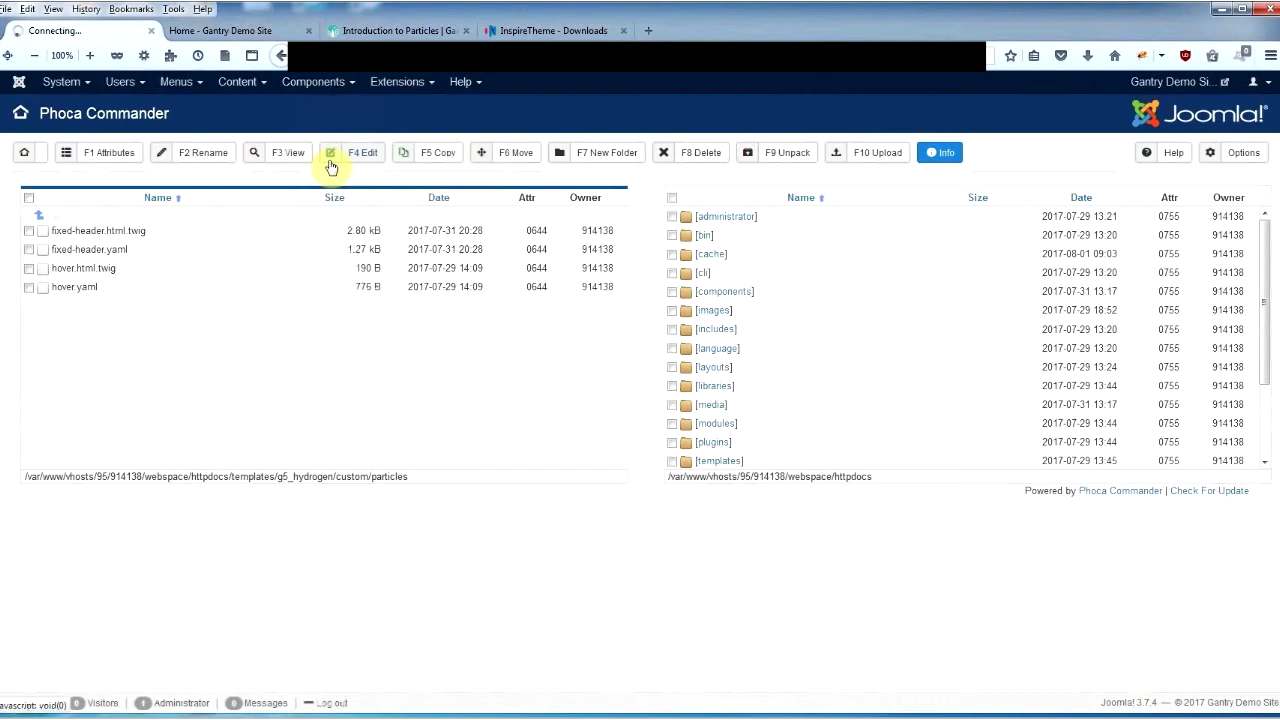 File Edit View History Bookmarks Tools Help
Connecting... Home - Gantry Demo Site Introduction to Particles | Ga InspireTheme - Downloads
100% 0
System Users Menus Content Components Extensions Help Gantry Demo Si...
Phoca Commander Joomla!®
F1 Attributes F2 Rename F3 View F4 Edit F5 Copy F6 Move F7 New Folder F8 Delete F9 Unpack F10 Upload Info Help Options
Name Size Date Attr Owner
..
fixed-header.html.twig 2.80 kB 2017-07-31 20:28 0644 914138
fixed-header.yaml 1.27 kB 2017-07-31 20:28 0644 914138
hover.html.twig 190 B 2017-07-29 14:09 0644 914138
hover.yaml 776 B 2017-07-29 14:09 0644 914138
/var/www/vhosts/95/914138/webspace/httpdocs/templates/g5_hydrogen/custom/particles
Name Size Date Attr Owner
[administrator] 2017-07-29 13:21 0755 914138
[bin] 2017-07-29 13:20 0755 914138
[cache] 2017-08-01 09:03 0755 914138
[cli] 2017-07-29 13:20 0755 914138
[components] 2017-07-31 13:17 0755 914138
[images] 2017-07-29 18:52 0755 914138
[includes] 2017-07-29 13:20 0755 914138
[language] 2017-07-29 13:20 0755 914138
[layouts] 2017-07-29 13:24 0755 914138
[libraries] 2017-07-29 13:44 0755 914138
[media] 2017-07-31 13:17 0755 914138
[modules] 2017-07-29 13:44 0755 914138
[plugins] 2017-07-29 13:44 0755 914138
[templates] 2017-07-29 13:45 0755 914138
/var/www/vhosts/95/914138/webspace/httpdocs
Powered by Phoca Commander | Check For Update
avascript: void(0) 0 Visitors 1 Administrator 0 Messages Log out Joomla! 3.7.4 — © 2017 Gantry Demo Site